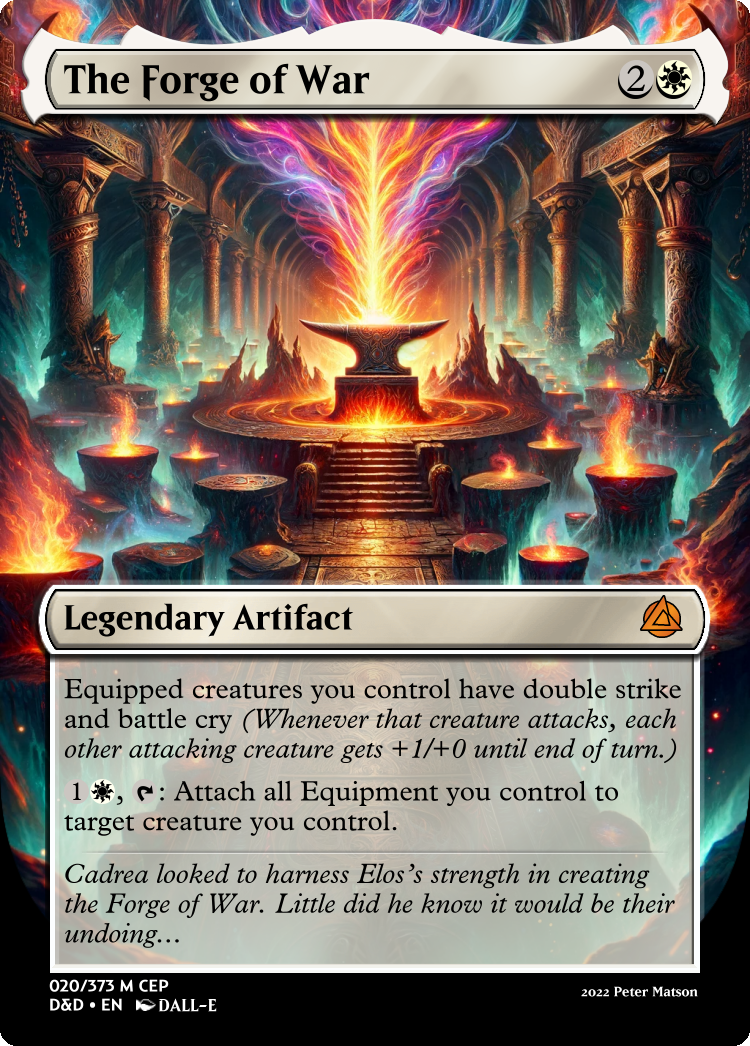 The Forge of War 2
Legendary Artifact
Equipped creatures you control have double strike
and battle cry (Whenever that creature attacks, each
other attacking creature gets +1/+0 until end of turn.)
1 , : Attach all Equipment you control to
target creature you control.
Cadrea looked to harness Elos's strength in creating
the Forge of War. Little did he know it would be their
undoing...
020/373 M CEP
D&D • EN DALL-E
2022 Peter Matson